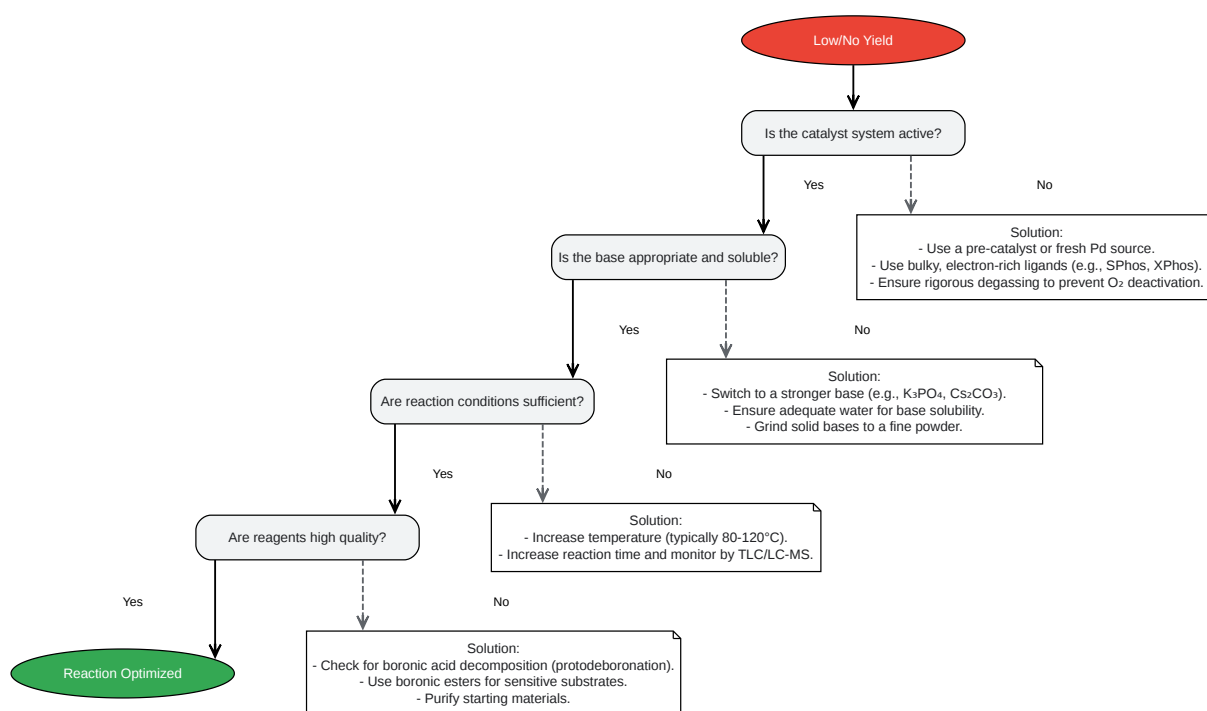 Low/No Yield
Is the catalyst system active?
Yes
No
Solution:
- Use a pre-catalyst or fresh Pd source.
- Use bulky, electron-rich ligands (e.g., SPhos, XPhos).
- Ensure rigorous degassing to prevent O₂ deactivation.
Is the base appropriate and soluble?
Yes
No
Solution:
- Switch to a stronger base (e.g., K₃PO₄, Cs₂CO₃).
- Ensure adequate water for base solubility.
- Grind solid bases to a fine powder.
Are reaction conditions sufficient?
Yes
No
Solution:
- Increase temperature (typically 80-120°C).
- Increase reaction time and monitor by TLC/LC-MS.
Are reagents high quality?
Yes
No
Solution:
- Check for boronic acid decomposition (protodeboronation).
- Use boronic esters for sensitive substrates.
- Purify starting materials.
Reaction Optimized